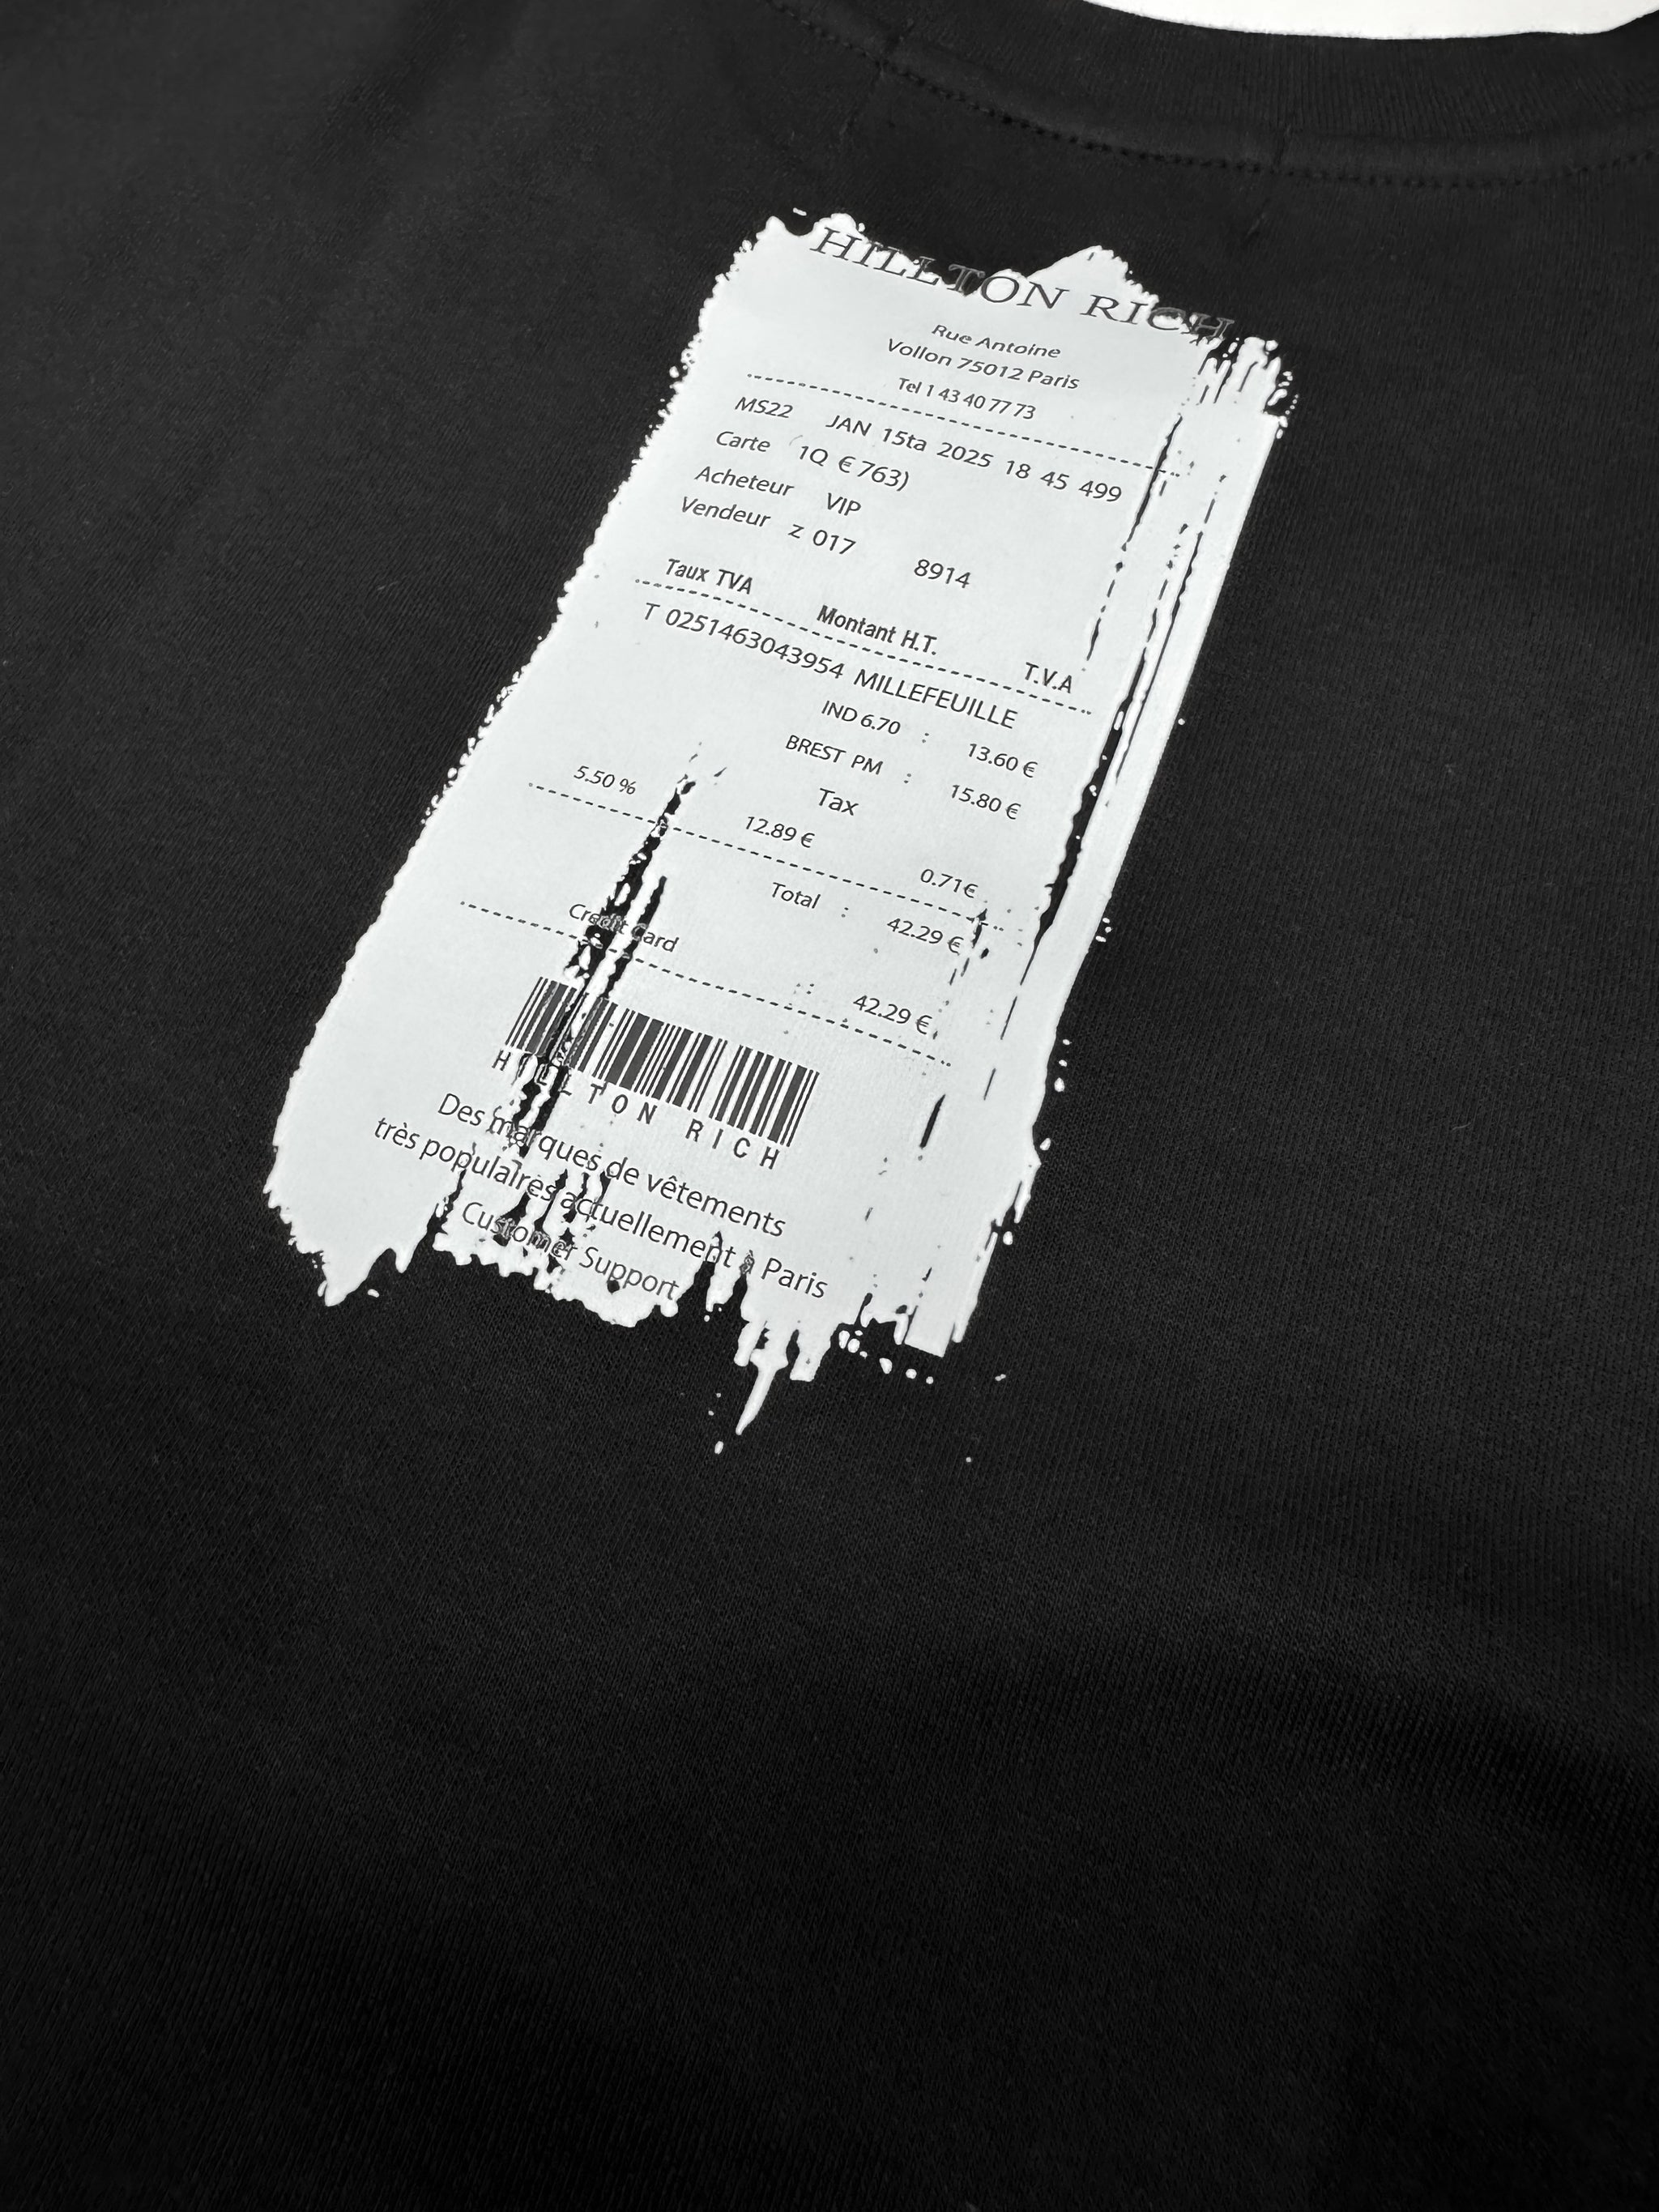 HILLTON RICH
Rue Antoine
Vollon 75012 Paris
Tel 1 43 40 77 73
MS22 JAN 15ta 2025 18 45 499
Carte 1Q €763)
Acheteur VIP
Vendeur z 017 8914
Taux TVA Montant H.T. T.V.A
T 0251463043954 MILLEFEUILLE
IND 6.70 : 13.60 €
BREST PM : 15.80 €
Tax
5.50 % 12.89 € 0.71€
Total : 42.29 €
Credit Card : 42.29 €
HILLTON RICH
Des marques de vêtements
très populaires actuellement à Paris
Customer Support